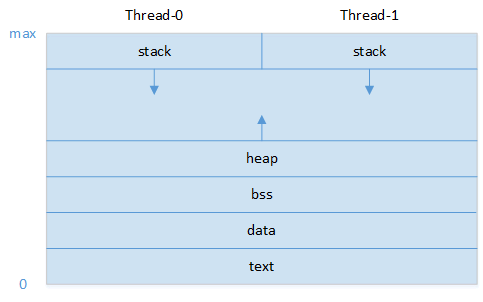 Thread-0 Thread-1
max
stack stack
heap
bss
data
text
0